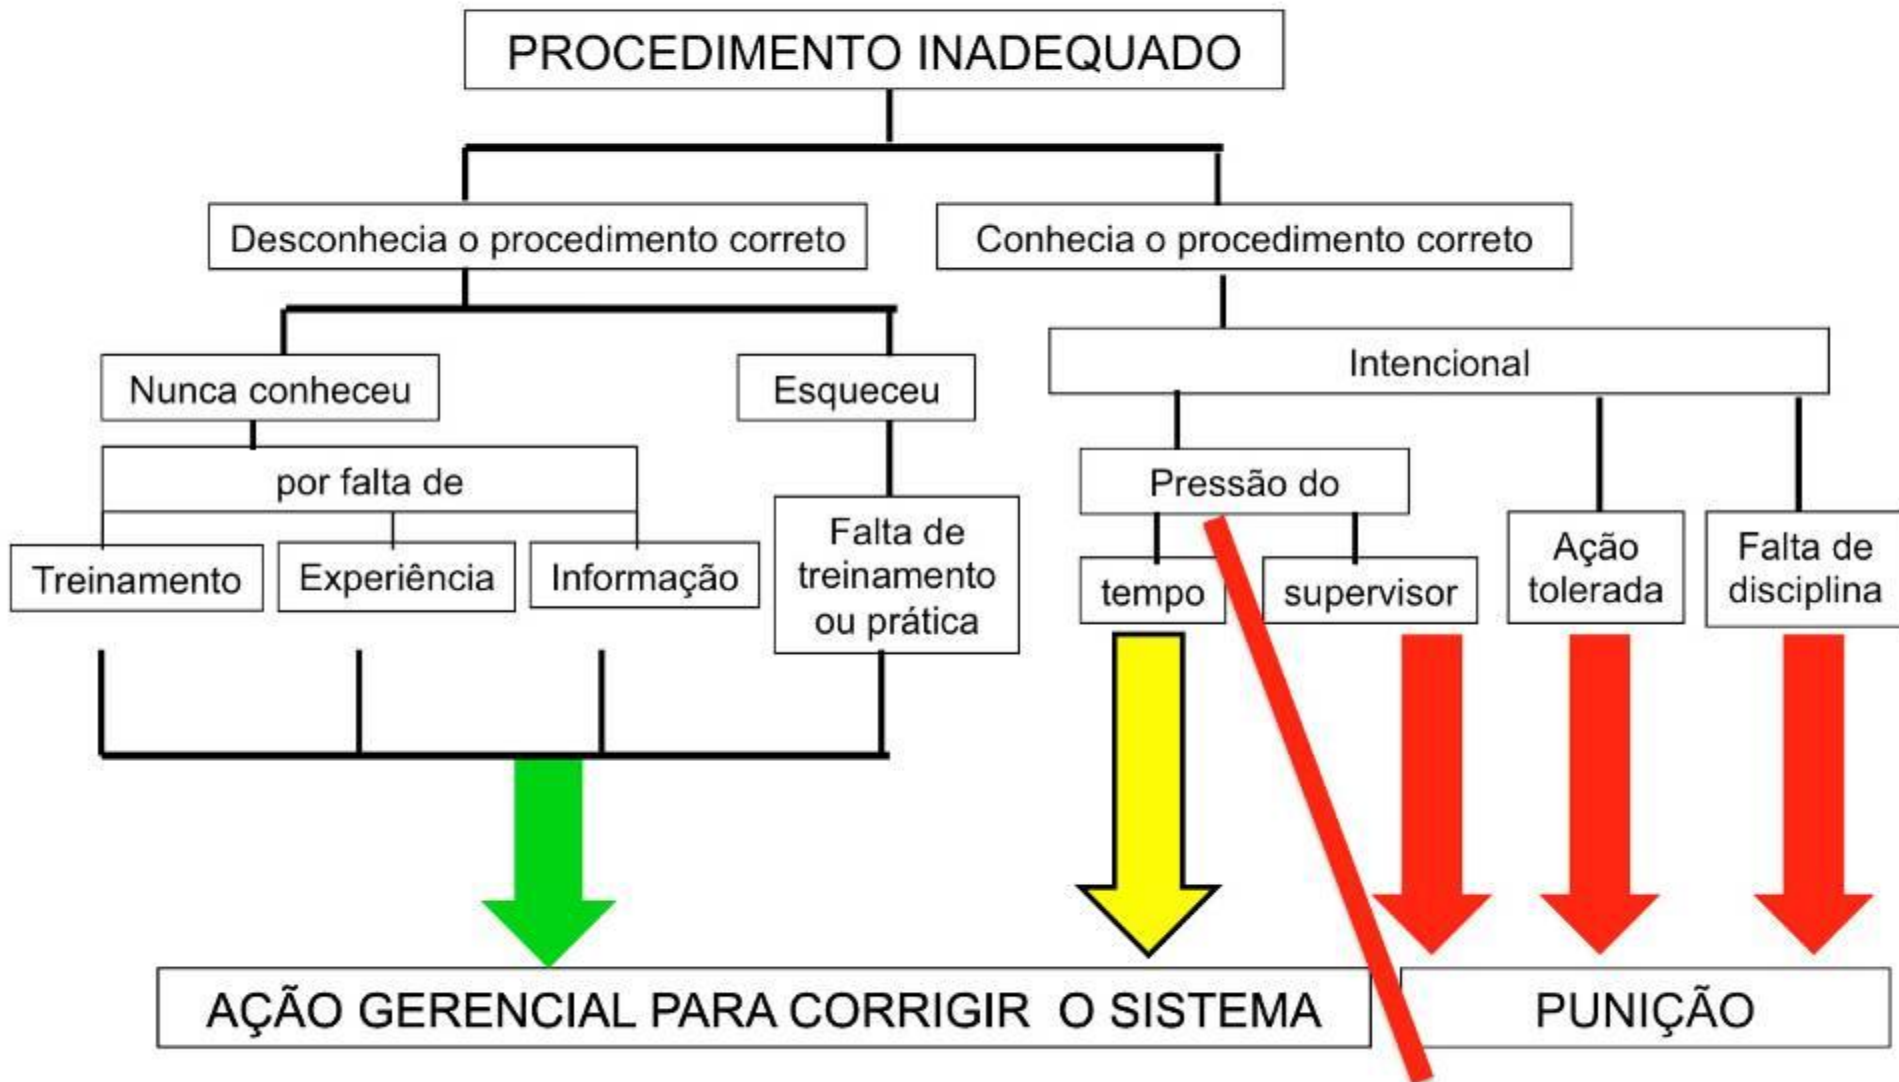 PROCEDIMENTO INADEQUADO
Desconhecia o procedimento correto
Conhecia o procedimento correto
Nunca conheceu
Esqueceu
Intencional
por falta de
Pressão do
Treinamento
Experiência
Informação
Falta de
treinamento
ou prática
tempo
supervisor
Ação
tolerada
Falta de
disciplina
AÇÃO GERENCIAL PARA CORRIGIR O SISTEMA
PUNIÇÃO